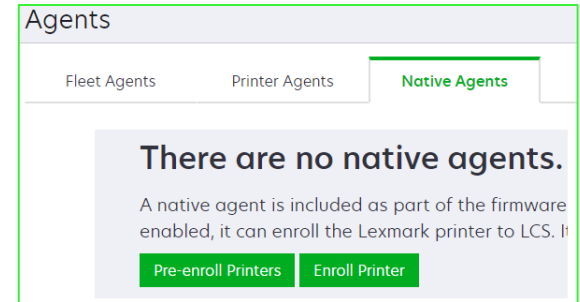 Agents
Fleet Agents Printer Agents Native Agents
There are no native agents.
A native agent is included as part of the firmware
enabled, it can enroll the Lexmark printer to LCS. It
Pre-enroll Printers Enroll Printer